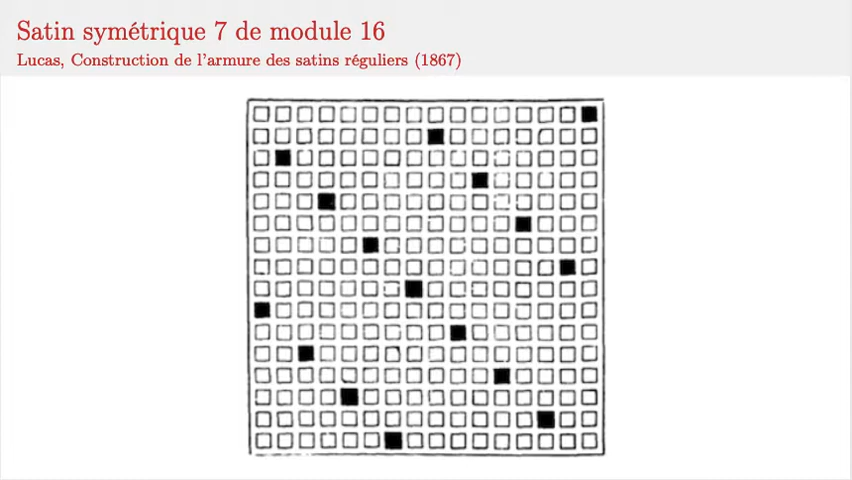 Satin symétrique 7 de module 16
Lucas, Construction de l'armure des satins réguliers (1867)